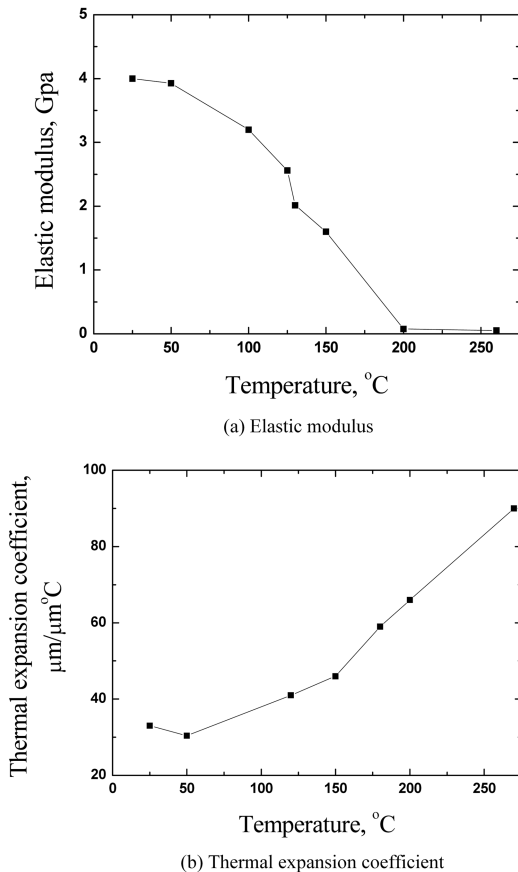 5
4
3
2
1
0
Elastic modulus, Gpa
0 50 100 150 200 250
Temperature, °C
(a) Elastic modulus
100
80
60
40
20
Thermal expansion coefficient,
μm/μm°C
0 50 100 150 200 250
Temperature, °C
(b) Thermal expansion coefficient